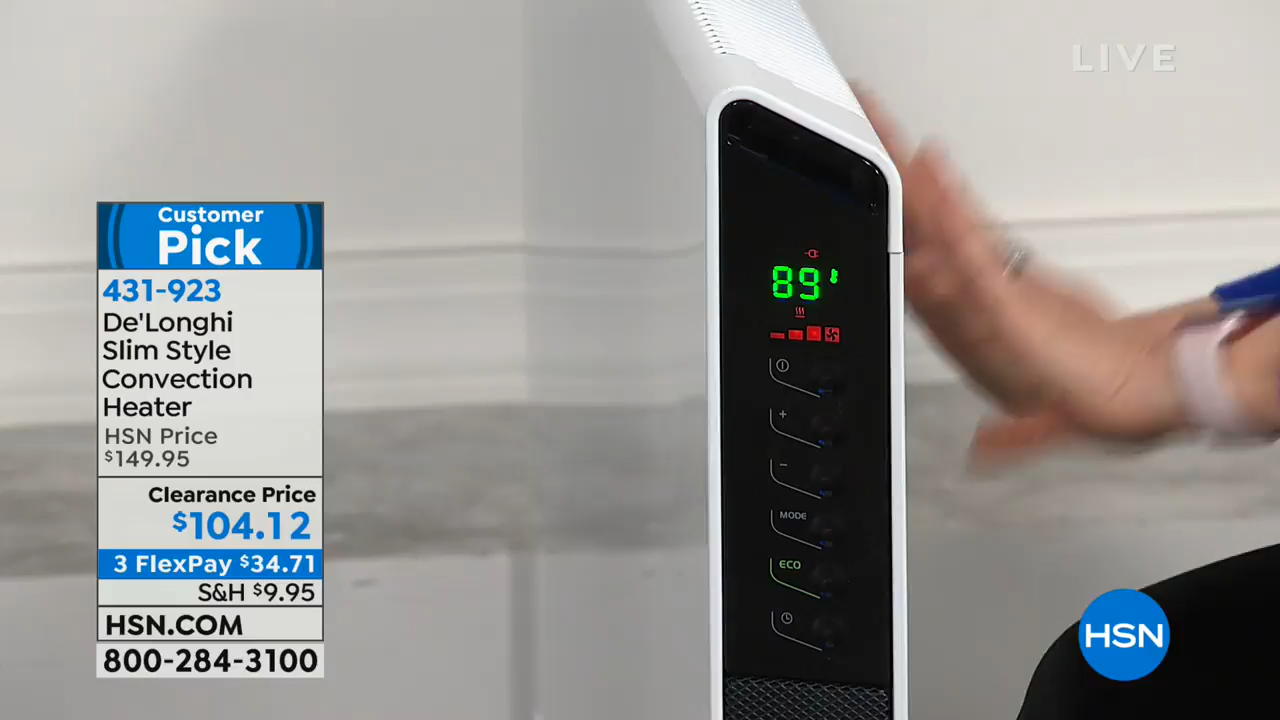 LIVE
Customer
Pick
431-923
De'Longhi
Slim Style
Convection
Heater
HSN Price
$149.95
Clearance Price
$104.12
3 FlexPay $34.71
S&H $9.95
HSN.COM
800-284-3100
89
+
-
MODE
ECO
HSN